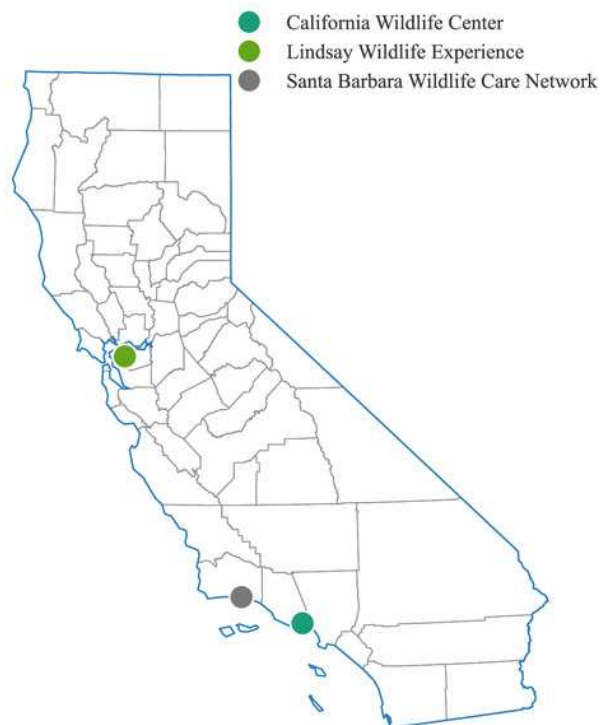 California Wildlife Center
Lindsay Wildlife Experience
Santa Barbara Wildlife Care Network